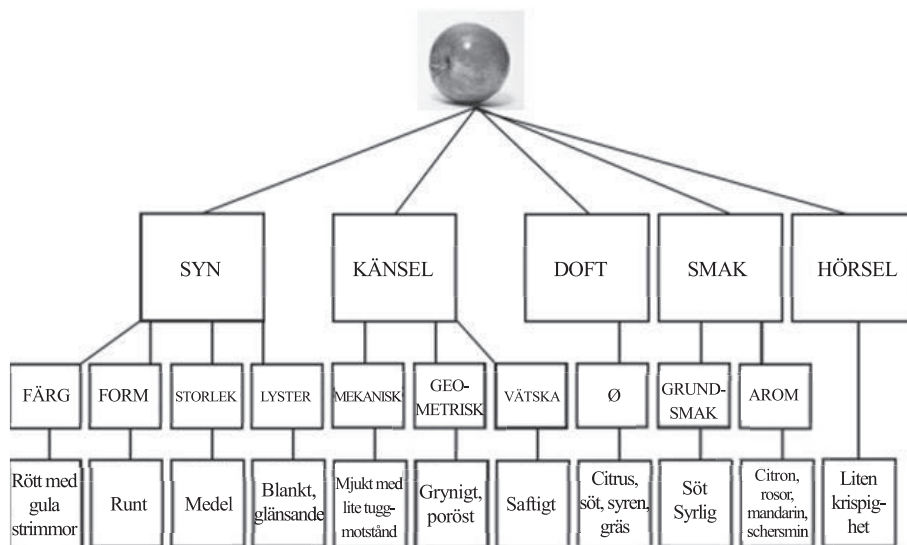 SYN
KÄNSEL
DOFT
SMAK
HÖRSEL
FÄRG
FORM
STORLEK
LYSTER
MEKANISK
GEO-
METRISK
VÄTSKA
Ø
GRUND-
SMAK
AROM
Rött med
gula
strimmor
Runt
Medel
Blankt,
glänsande
Mjukt med
lite tugg-
motstånd
Grynigt,
poröst
Saftigt
Citrus,
söt, syren,
gräs
Söt
Syrlig
Citron,
rosor,
mandarin,
schersmin
Liten
krispig-
het